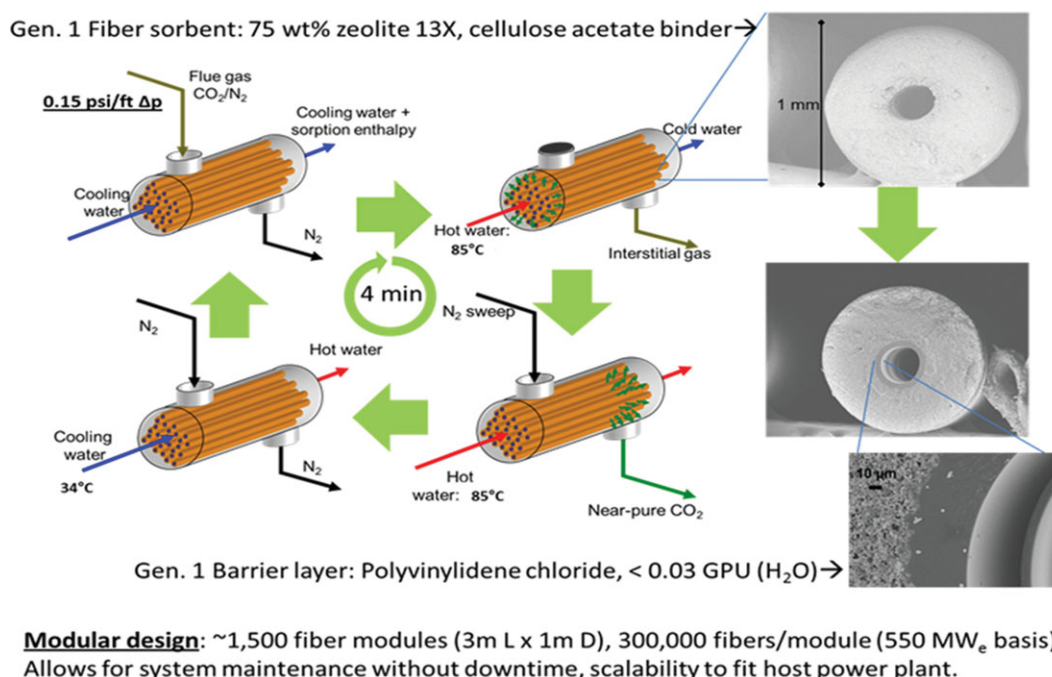 Gen. 1 Fiber sorbent: 75 wt% zeolite 13X, cellulose acetate binder
0.15 psi/ft Δp
Flue gas
CO₂/N₂
Cooling water +
sorption enthalpy
Cooling
water
N₂
Cold water
Hot water:
85°C
Interstitial gas
1 mm
4 min
N₂
Hot water
Cooling
water
34°C
N₂
N₂ sweep
Hot
water: 85°C
Near-pure CO₂
10 µm
Gen. 1 Barrier layer: Polyvinylidene chloride, < 0.03 GPU (H₂O)
Modular design: ~1,500 fiber modules (3m L x 1m D), 300,000 fibers/module (550 MWₑ basis)
Allows for system maintenance without downtime, scalability to fit host power plant.